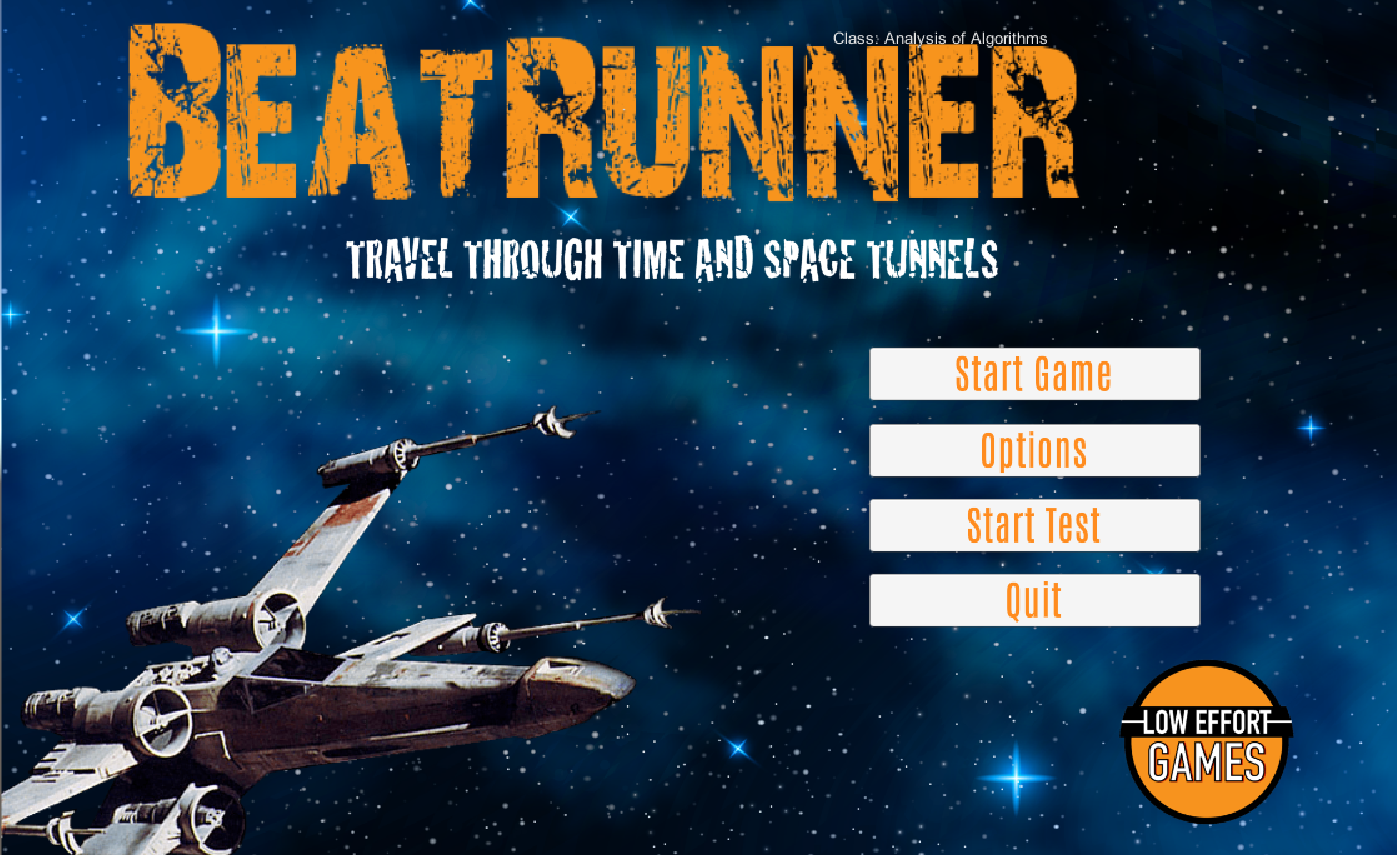 Class: Analysis of Algorithms
BEATRUNNER
TRAVEL THROUGH TIME AND SPACE TUNNELS
Start Game
Options
Start Test
Quit
LOW EFFORT
GAMES